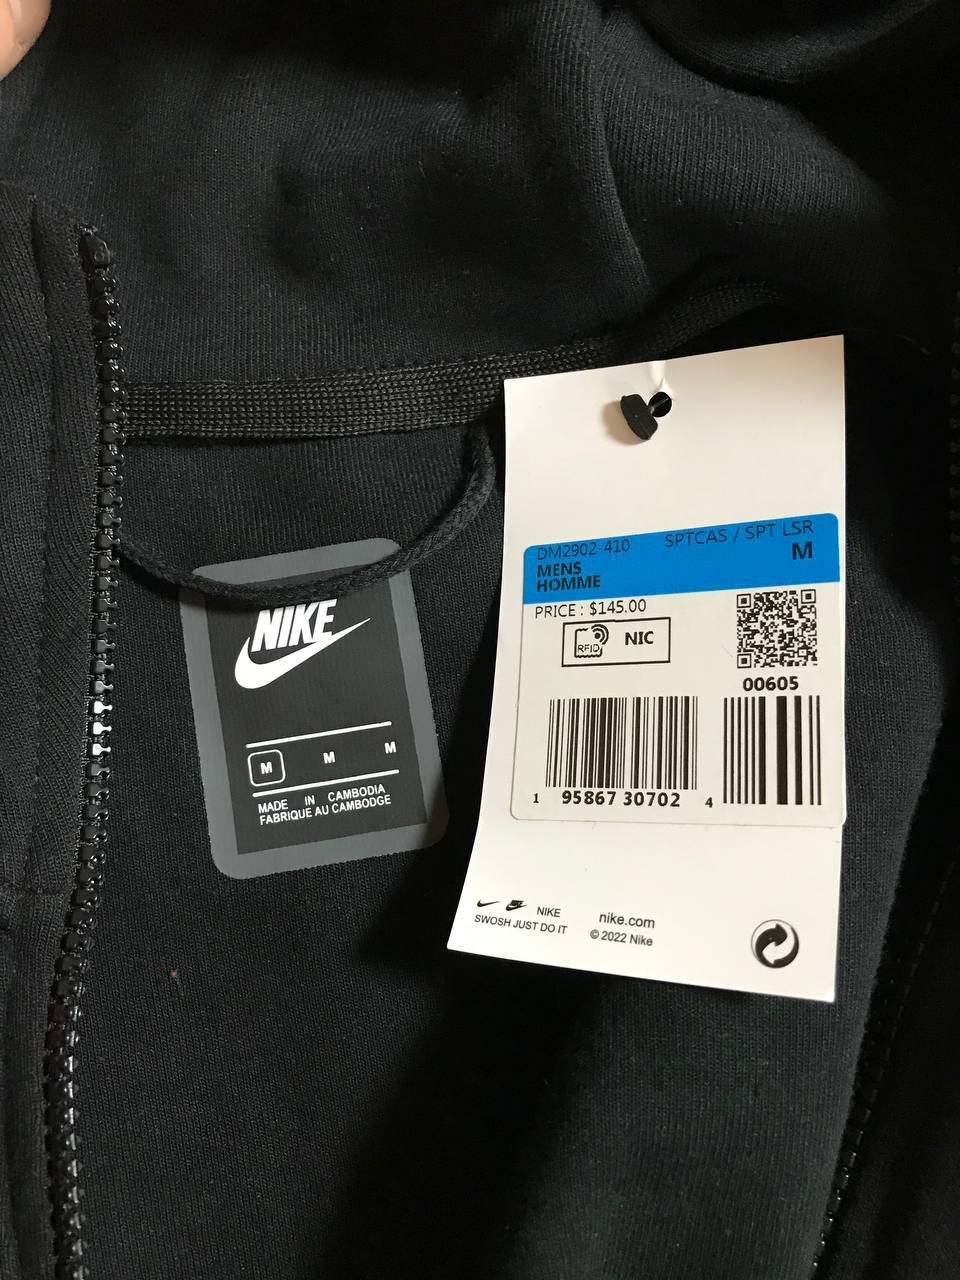 NIKE
M M M
MADE IN CAMBODIA
FABRIQUE AU CAMBODGE
DM2902-410 SPTCAS / SPT LSR
MENS M
HOMME
PRICE : $145.00
RFID NIC
00605
1 95867 30702 4
NIKE
SWOSH JUST DO IT
nike.com
© 2022 Nike